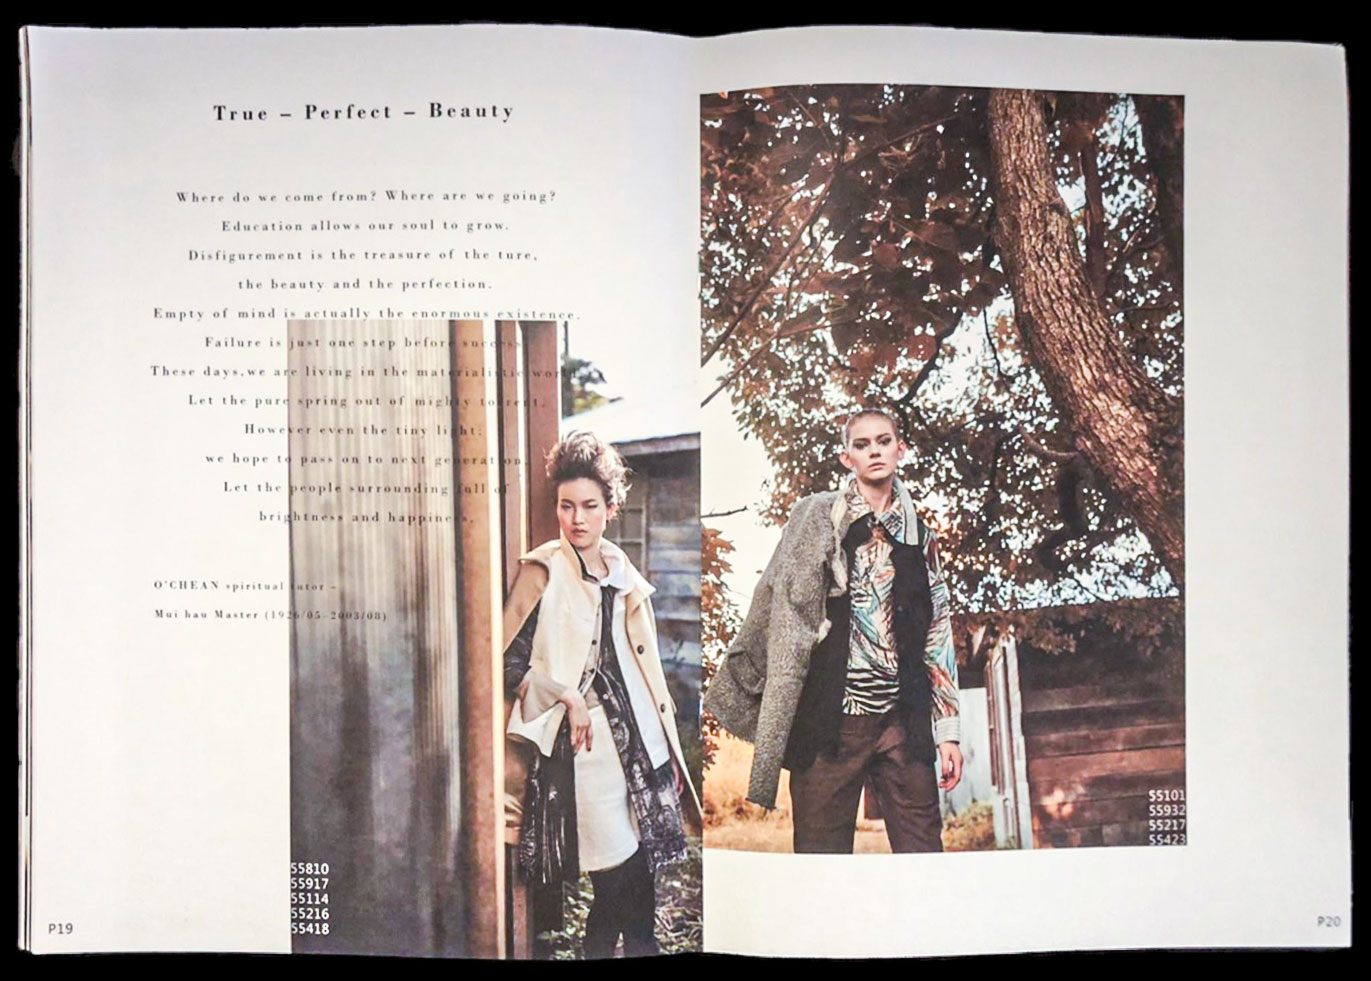 True – Perfect – Beauty
Where do we come from? Where are we going?
Education allows our soul to grow.
Disfigurement is the treasure of the ture,
the beauty and the perfection.
Empty of mind is actually the enormous existence.
Failure is just one step before success.
These days,we are living in the materialistic world.
Let the pure spring out of mighty torrent.
However even the tiny light;
we hope to pass on to next generation.
Let the people surrounding full of
brightness and happiness.
O'CHEAN spiritual tutor –
Mui hau Master (1926/05-2003/08)
55810
55917
55114
55216
55418
P19
55101
55932
55217
55423
P20